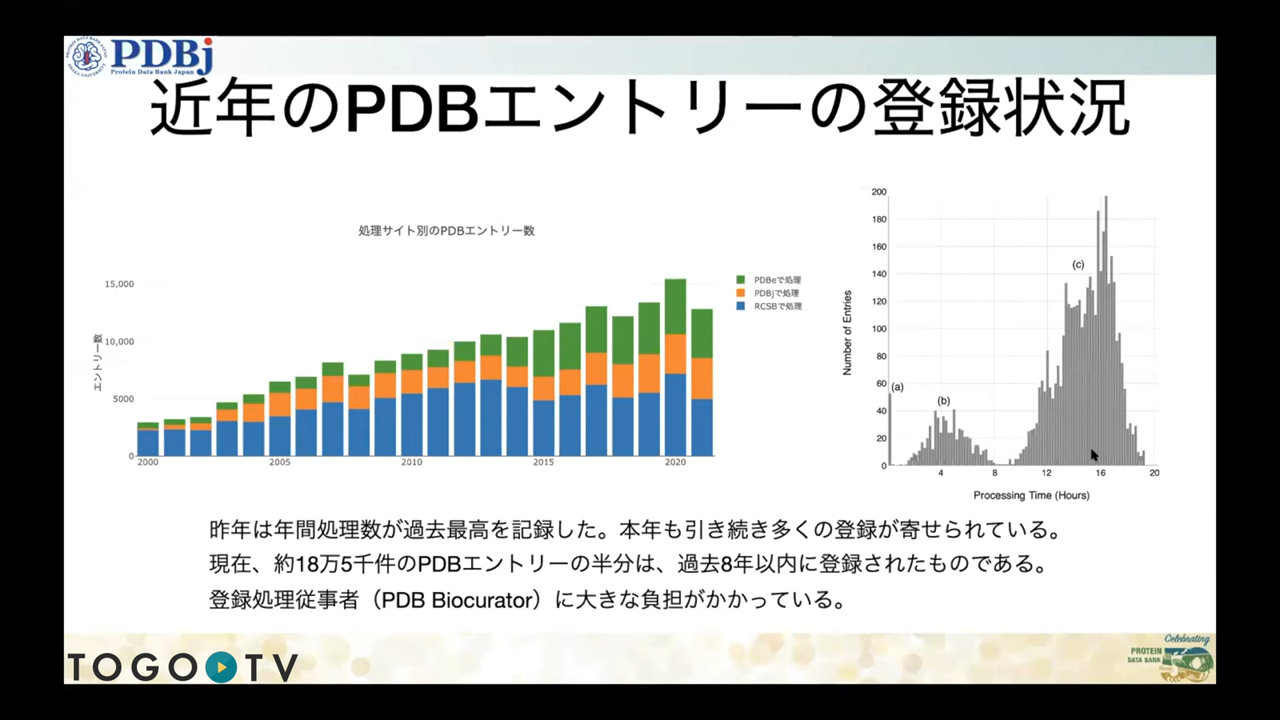 PDBj
Protein Data Bank Japan
近年のPDBエントリーの登録状況
処理サイト別のPDBエントリー数
15,000
10,000
5000
0
エントリー数
2000
2005
2010
2015
2020
PDBeで処理
PDBjで処理
RCSBで処理
200
180
160
140
120
100
80
60
40
20
0
Number of Entries
(a)
(b)
(c)
4
8
12
16
20
Processing Time (Hours)
昨年は年間処理数が過去最高を記録した。本年も引き続き多くの登録が寄せられている。
現在、約18万5千件のPDBエントリーの半分は、過去8年以内に登録されたものである。
登録処理従事者（PDB Biocurator）に大きな負担がかかっている。
TOGO TV
Celebrating
PROTEIN
DATA BANK